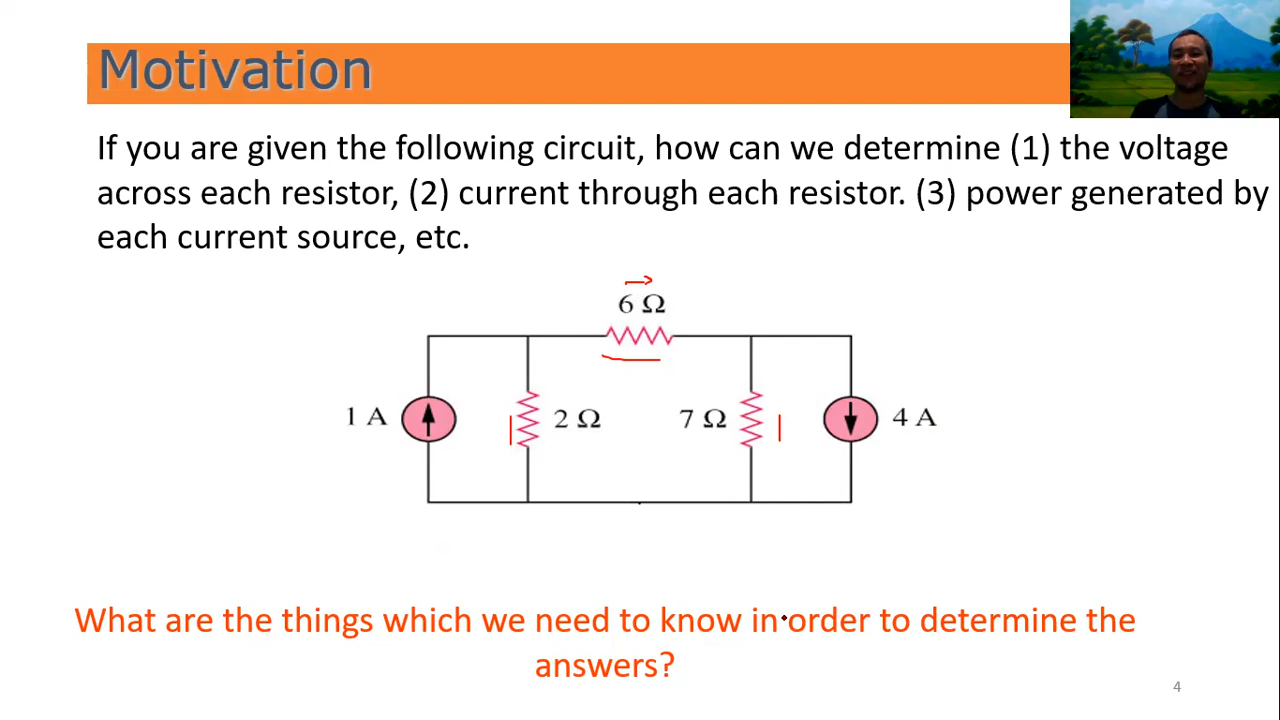 Motivation
If you are given the following circuit, how can we determine (1) the voltage
across each resistor, (2) current through each resistor. (3) power generated by
each current source, etc.
6 Ω
1 A
2 Ω
7 Ω
4 A
What are the things which we need to know in order to determine the
answers?
4